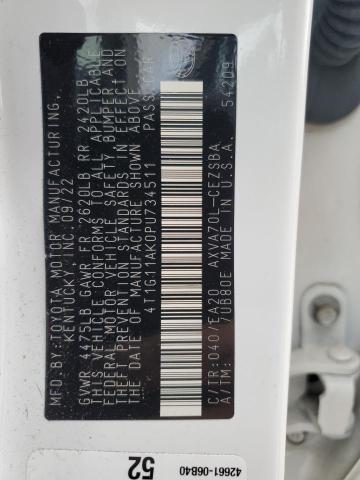 MFD.BY:TOYOTA MOTOR MANUFACTURING,
KENTUCKY, INC. 09/22
GVWR 4475LB GAWR FR 2620LB RR 2420LB
THIS VEHICLE CONFORMS TO ALL APPLICABLE
FEDERAL MOTOR VEHICLE SAFETY, BUMPER, AND
THEFT PREVENTION STANDARDS IN EFFECT ON
THE DATE OF MANUFACTURE SHOWN ABOVE.
4T1G11AK0PU734511 PASS.CAR
C/TR:040/EA20 AXVA70L-CEZSBA
A/TM: /UB80E MADE IN U.S.A.
54209
42661-06B40
52